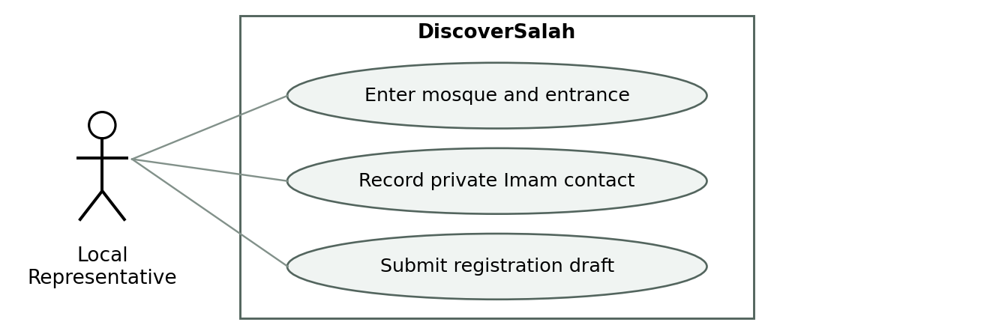 DiscoverSalah
Enter mosque and entrance
Record private Imam contact
Submit registration draft
Local
Representative